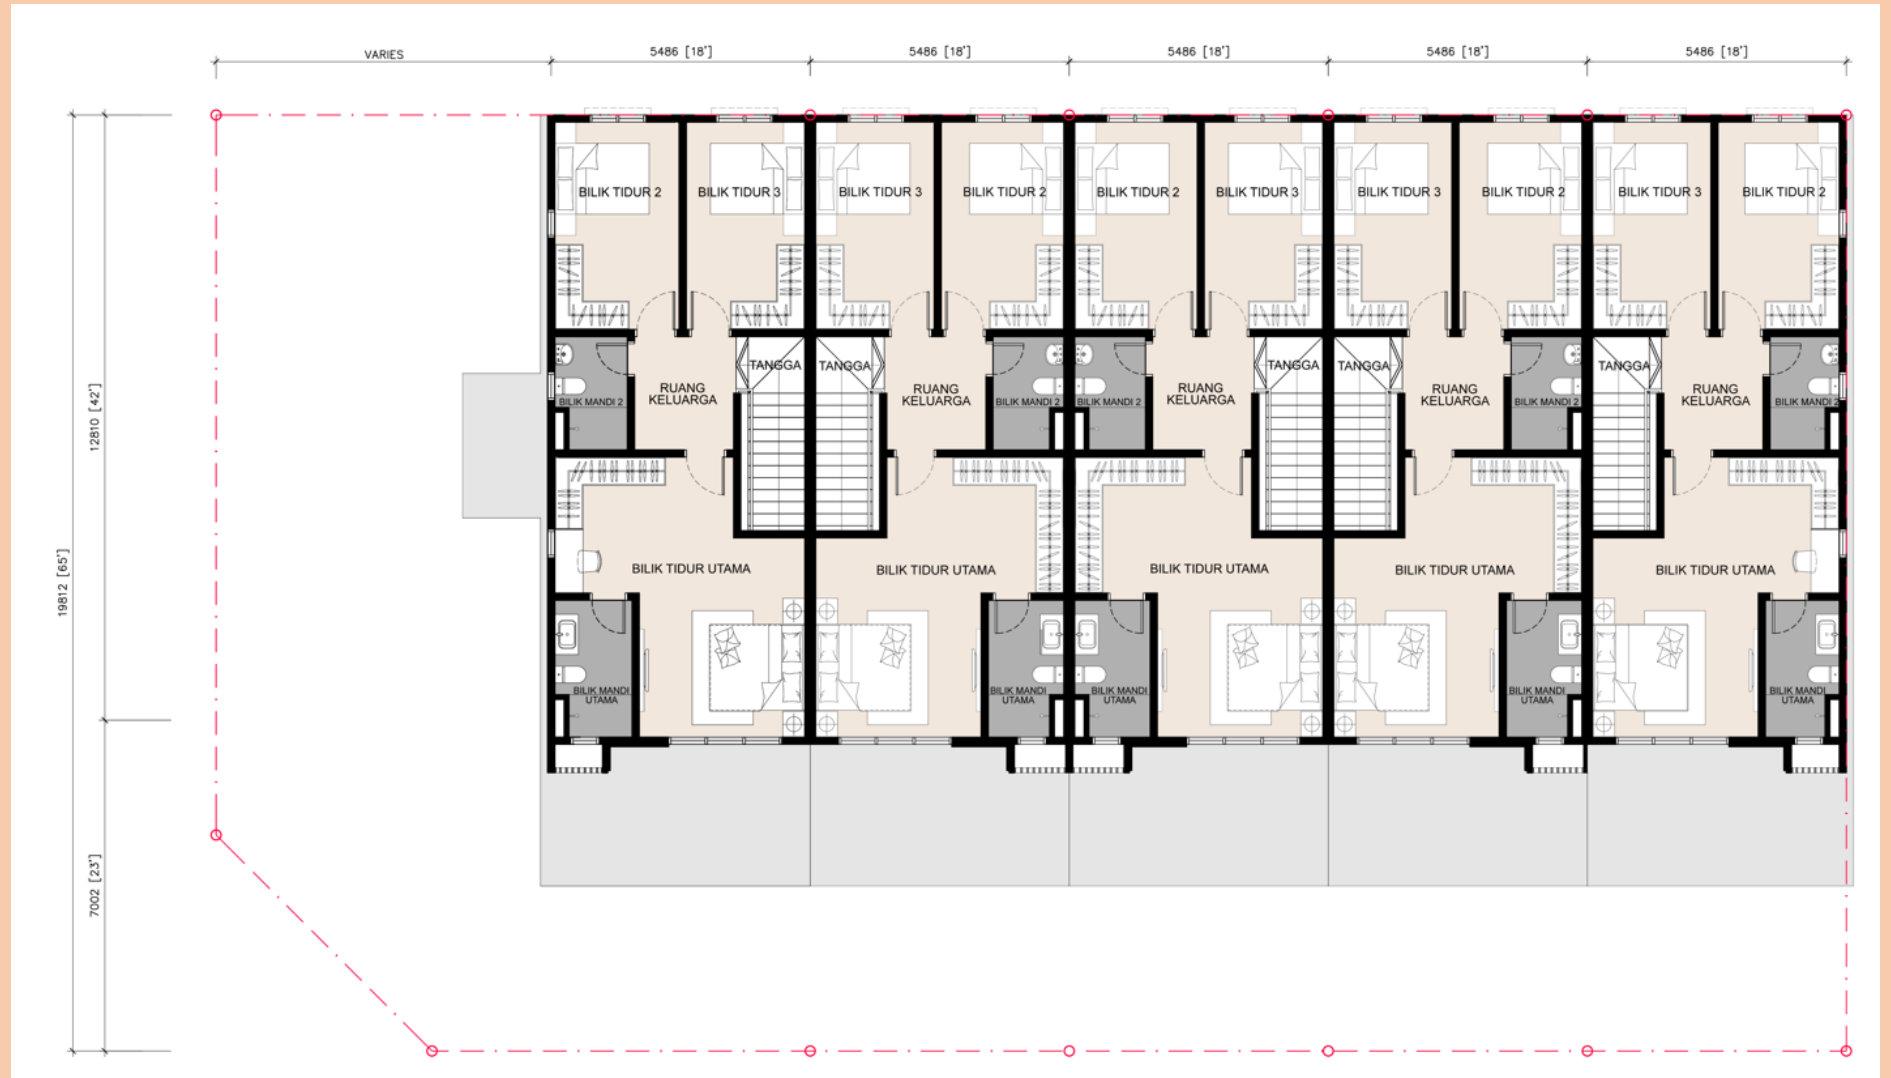 VARIES
5486 [18']
5486 [18']
5486 [18']
5486 [18']
5486 [18']
BILIK TIDUR 2
BILIK TIDUR 3
BILIK TIDUR 3
BILIK TIDUR 2
BILIK TIDUR 2
BILIK TIDUR 3
BILIK TIDUR 3
BILIK TIDUR 2
BILIK TIDUR 3
BILIK TIDUR 2
TANGGA
TANGGA
TANGGA
TANGGA
TANGGA
RUANG
KELUARGA
RUANG
KELUARGA
RUANG
KELUARGA
RUANG
KELUARGA
RUANG
KELUARGA
BILIK MANDI 2
BILIK MANDI 2
BILIK MANDI 2
BILIK MANDI 2
BILIK MANDI 2
12810 [42']
19812 [65']
7002 [23']
BILIK TIDUR UTAMA
BILIK TIDUR UTAMA
BILIK TIDUR UTAMA
BILIK TIDUR UTAMA
BILIK TIDUR UTAMA
BILIK MANDI
UTAMA
BILIK MANDI
UTAMA
BILIK MANDI
UTAMA
BILIK MANDI
UTAMA
BILIK MANDI
UTAMA